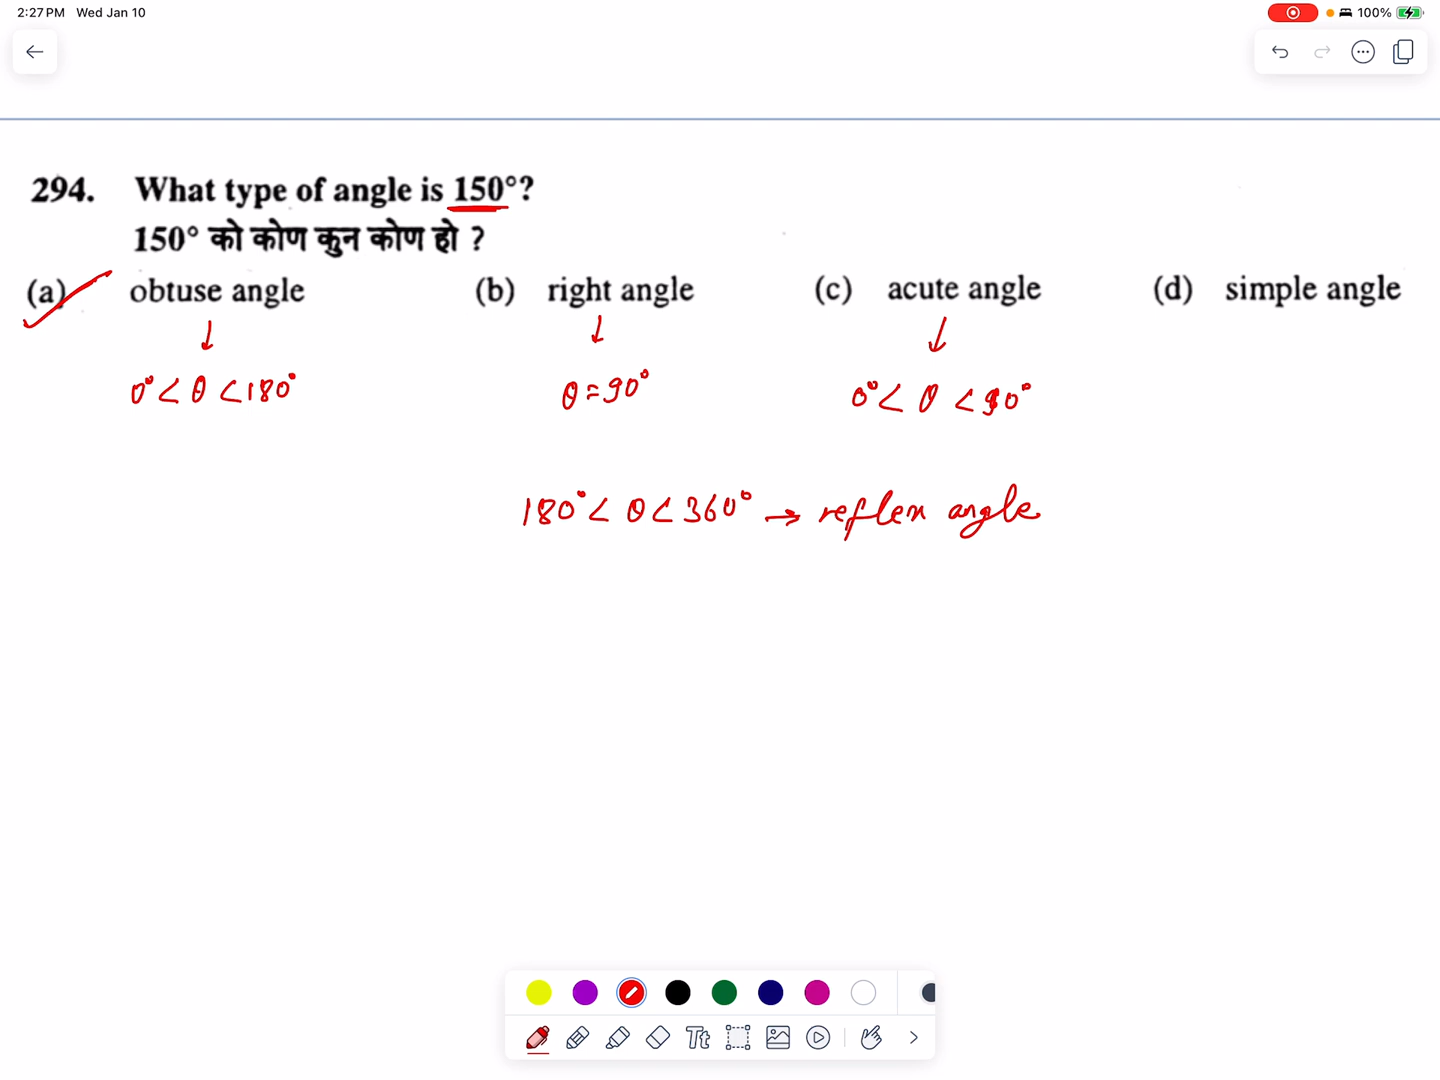 2:27 PM Wed Jan 10
100%
294. What type of angle is 150°?
150° को कोण कुन कोण हो ?
(a) obtuse angle (b) right angle (c) acute angle (d) simple angle
↓ ↓ ↓
0° < θ < 180° θ = 90° 0° < θ < 90°
180° < θ < 360° → reflex angle
Tt